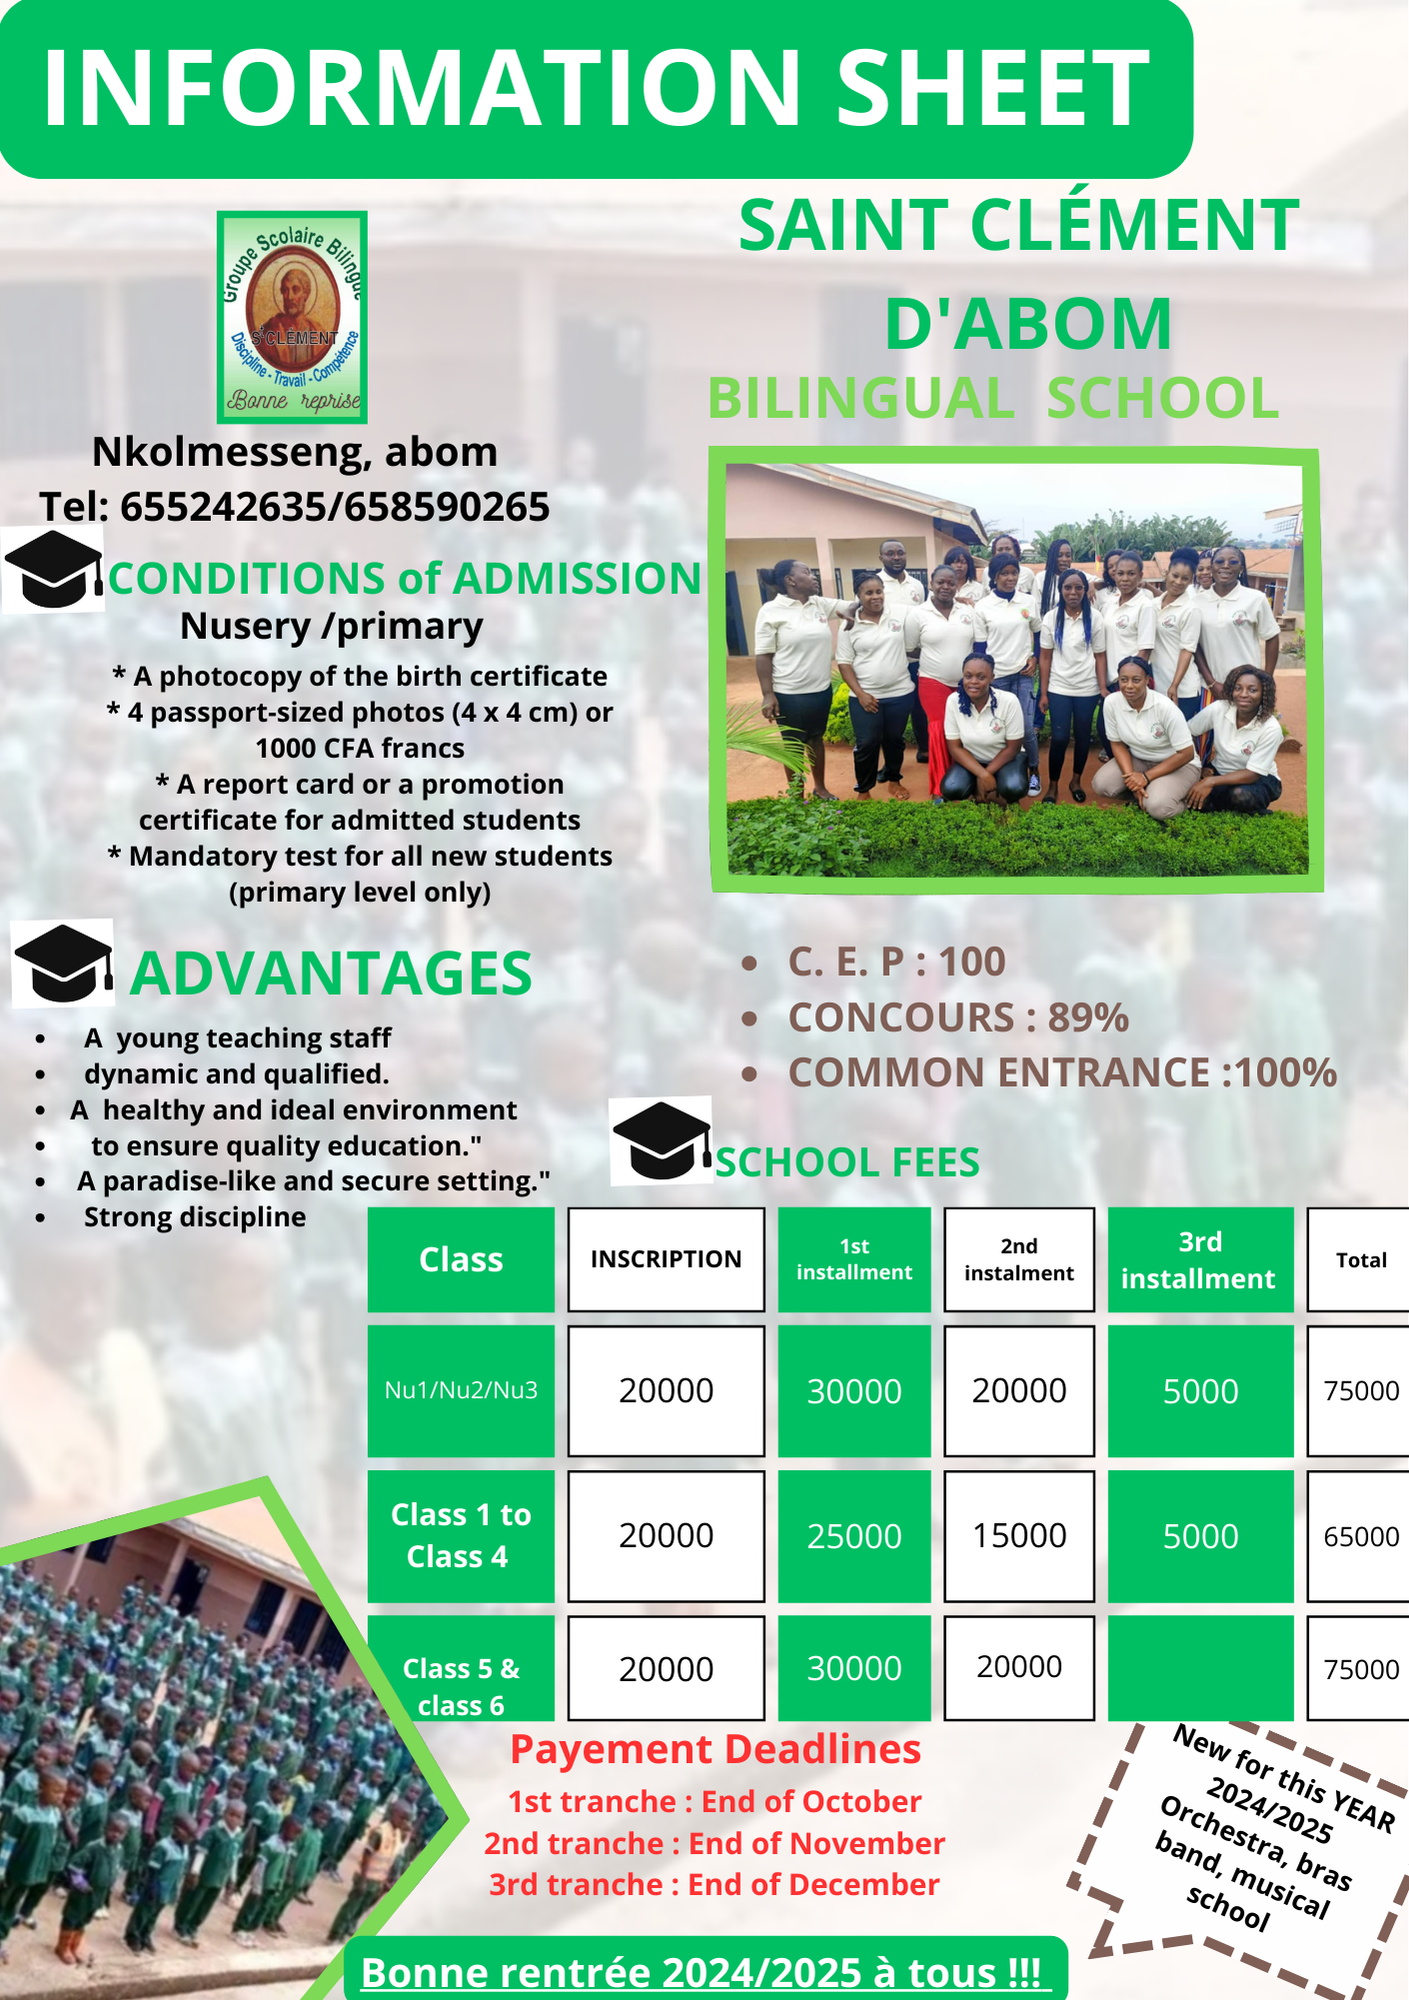 INFORMATION SHEET
SAINT CLÉMENT
D'ABOM
BILINGUAL SCHOOL
Groupe Scolaire Bilingue
St CLÉMENT
Discipline - Travail - Compétence
Bonne reprise
Nkolmesseng, abom
Tel: 655242635/658590265
CONDITIONS of ADMISSION
Nusery /primary
* A photocopy of the birth certificate
* 4 passport-sized photos (4 x 4 cm) or
1000 CFA francs
* A report card or a promotion
certificate for admitted students
* Mandatory test for all new students
(primary level only)
ADVANTAGES
• A young teaching staff
• dynamic and qualified.
• A healthy and ideal environment
• to ensure quality education."
• A paradise-like and secure setting."
• Strong discipline
• C. E. P : 100
• CONCOURS : 89%
• COMMON ENTRANCE :100%
SCHOOL FEES
Class INSCRIPTION 1st installment 2nd instalment 3rd installment Total
Nu1/Nu2/Nu3 20000 30000 20000 5000 75000
Class 1 to Class 4 20000 25000 15000 5000 65000
Class 5 & class 6 20000 30000 20000 75000
Payement Deadlines
1st tranche : End of October
2nd tranche : End of November
3rd tranche : End of December
New for this YEAR
2024/2025
Orchestra, bras
band, musical
school
Bonne rentrée 2024/2025 à tous !!!